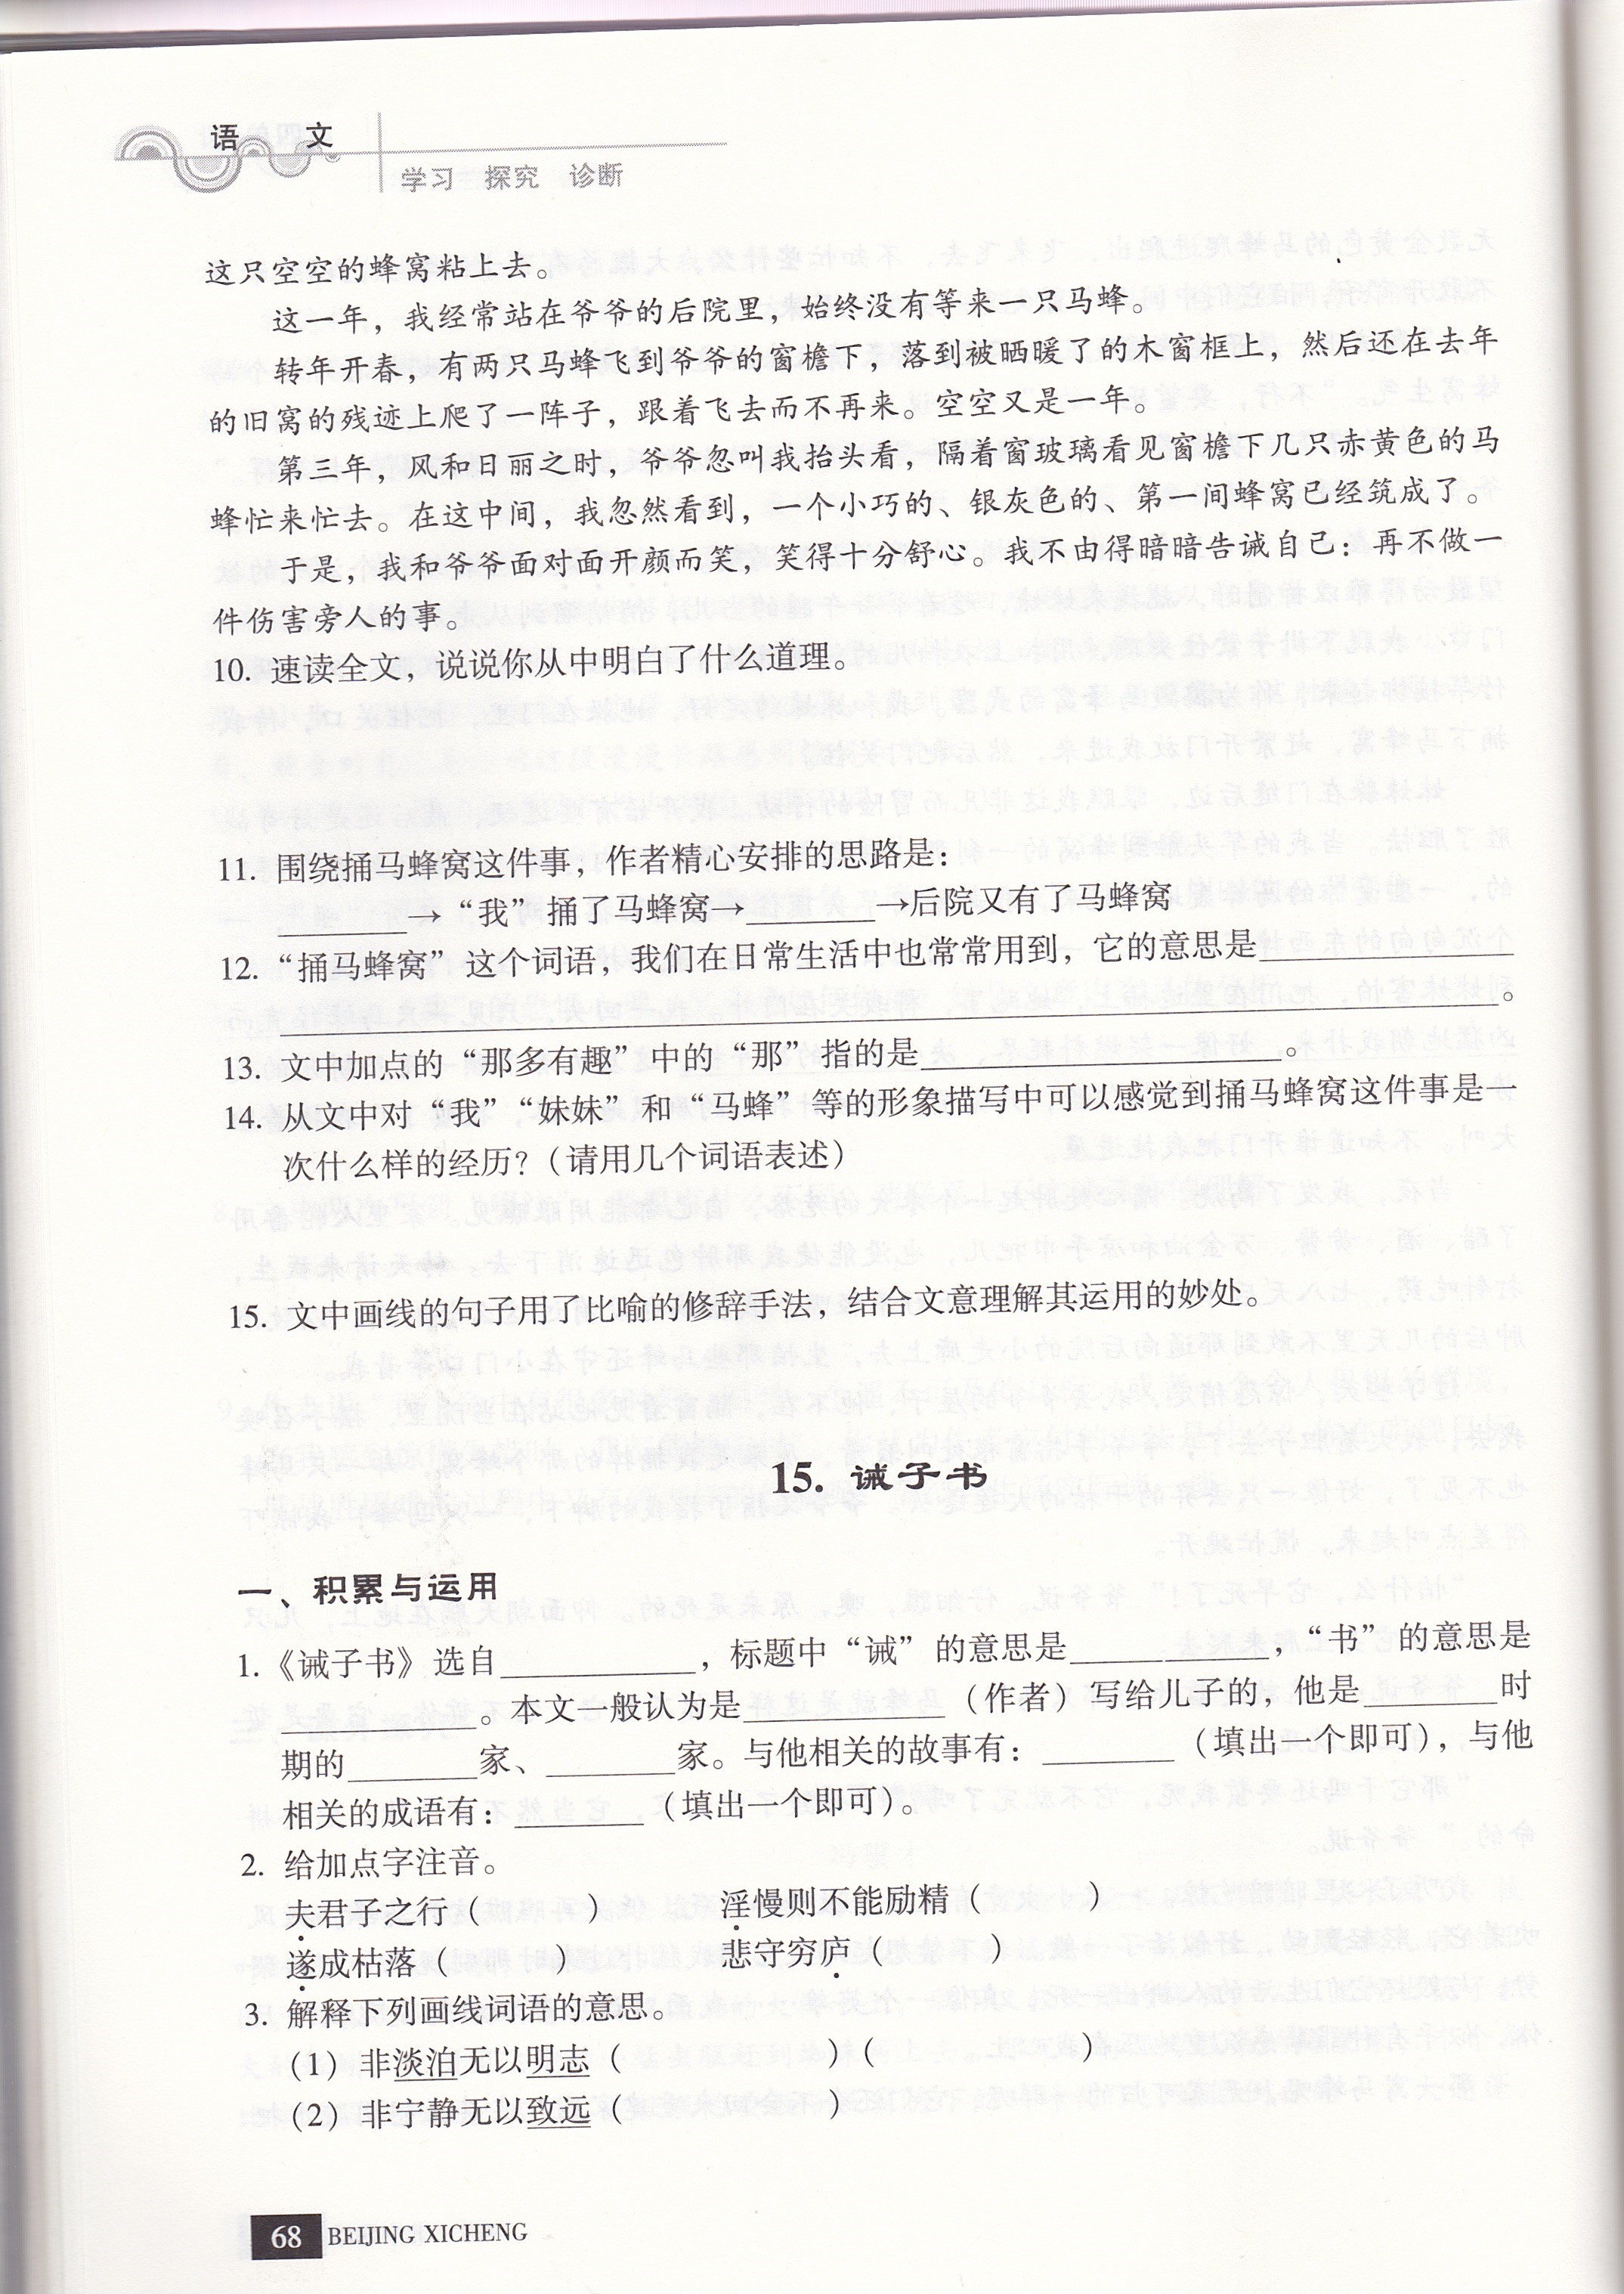 语 文
学习 探究 诊断
这只空空的蜂窝粘上去。
这一年，我经常站在爷爷的后院里，始终没有等来一只马蜂。
转年开春，有两只马蜂飞到爷爷的窗檐下，落到被晒暖了的木窗框上，然后还在去年
的旧窝的残迹上爬了一阵子，跟着飞去而不再来。空空又是一年。
第三年，风和日丽之时，爷爷忽叫我抬头看，隔着窗玻璃看见窗檐下几只赤黄色的马
蜂忙来忙去。在这中间，我忽然看到，一个小巧的、银灰色的、第一间蜂窝已经筑成了。
于是，我和爷爷面对面开颜而笑，笑得十分舒心。我不由得暗暗告诫自己：再不做一
件伤害旁人的事。
10. 速读全文，说说你从中明白了什么道理。
11. 围绕捅马蜂窝这件事，作者精心安排的思路是：
________→“我”捅了马蜂窝→________→后院又有了马蜂窝
12. “捅马蜂窝”这个词语，我们在日常生活中也常常用到，它的意思是________________
________________________________。
13. 文中加点的“那多有趣”中的“那”指的是______________________。
14. 从文中对“我”“妹妹”和“马蜂”等的形象描写中可以感觉到捅马蜂窝这件事是一
次什么样的经历？（请用几个词语表述）
15. 文中画线的句子用了比喻的修辞手法，结合文意理解其运用的妙处。
15. 诫子书
一、积累与运用
1.《诫子书》选自____________，标题中“诫”的意思是____________，“书”的意思是
____________。本文一般认为是____________（作者）写给儿子的，他是________时
期的________家、________家。与他相关的故事有：________（填出一个即可），与他
相关的成语有：________（填出一个即可）。
2. 给加点字注音。
夫君子之行（ ） 淫慢则不能励精（ ）
遂成枯落（ ） 悲守穷庐（ ）
3. 解释下列画线词语的意思。
（1）非淡泊无以明志（ ）（ ）
（2）非宁静无以致远（ ）
68 BEIJING XICHENG